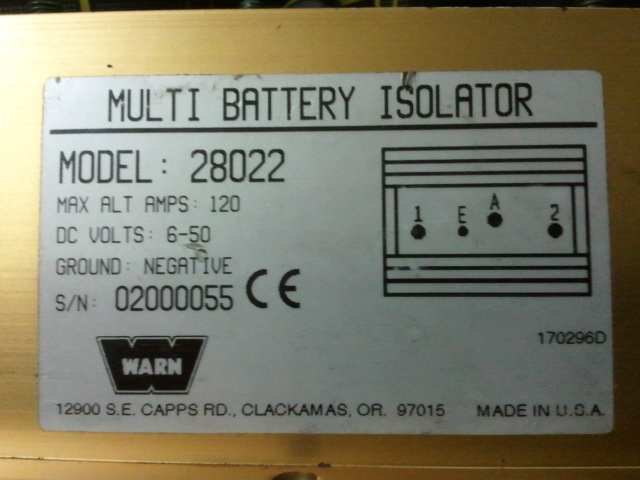 MULTI BATTERY ISOLATOR
MODEL: 28022
MAX ALT AMPS: 120
DC VOLTS: 6-50
GROUND: NEGATIVE
S/N: 02000055 CE
1 E A 2
170296D
WARN
12900 S.E. CAPPS RD., CLACKAMAS, OR. 97015 MADE IN U.S.A.